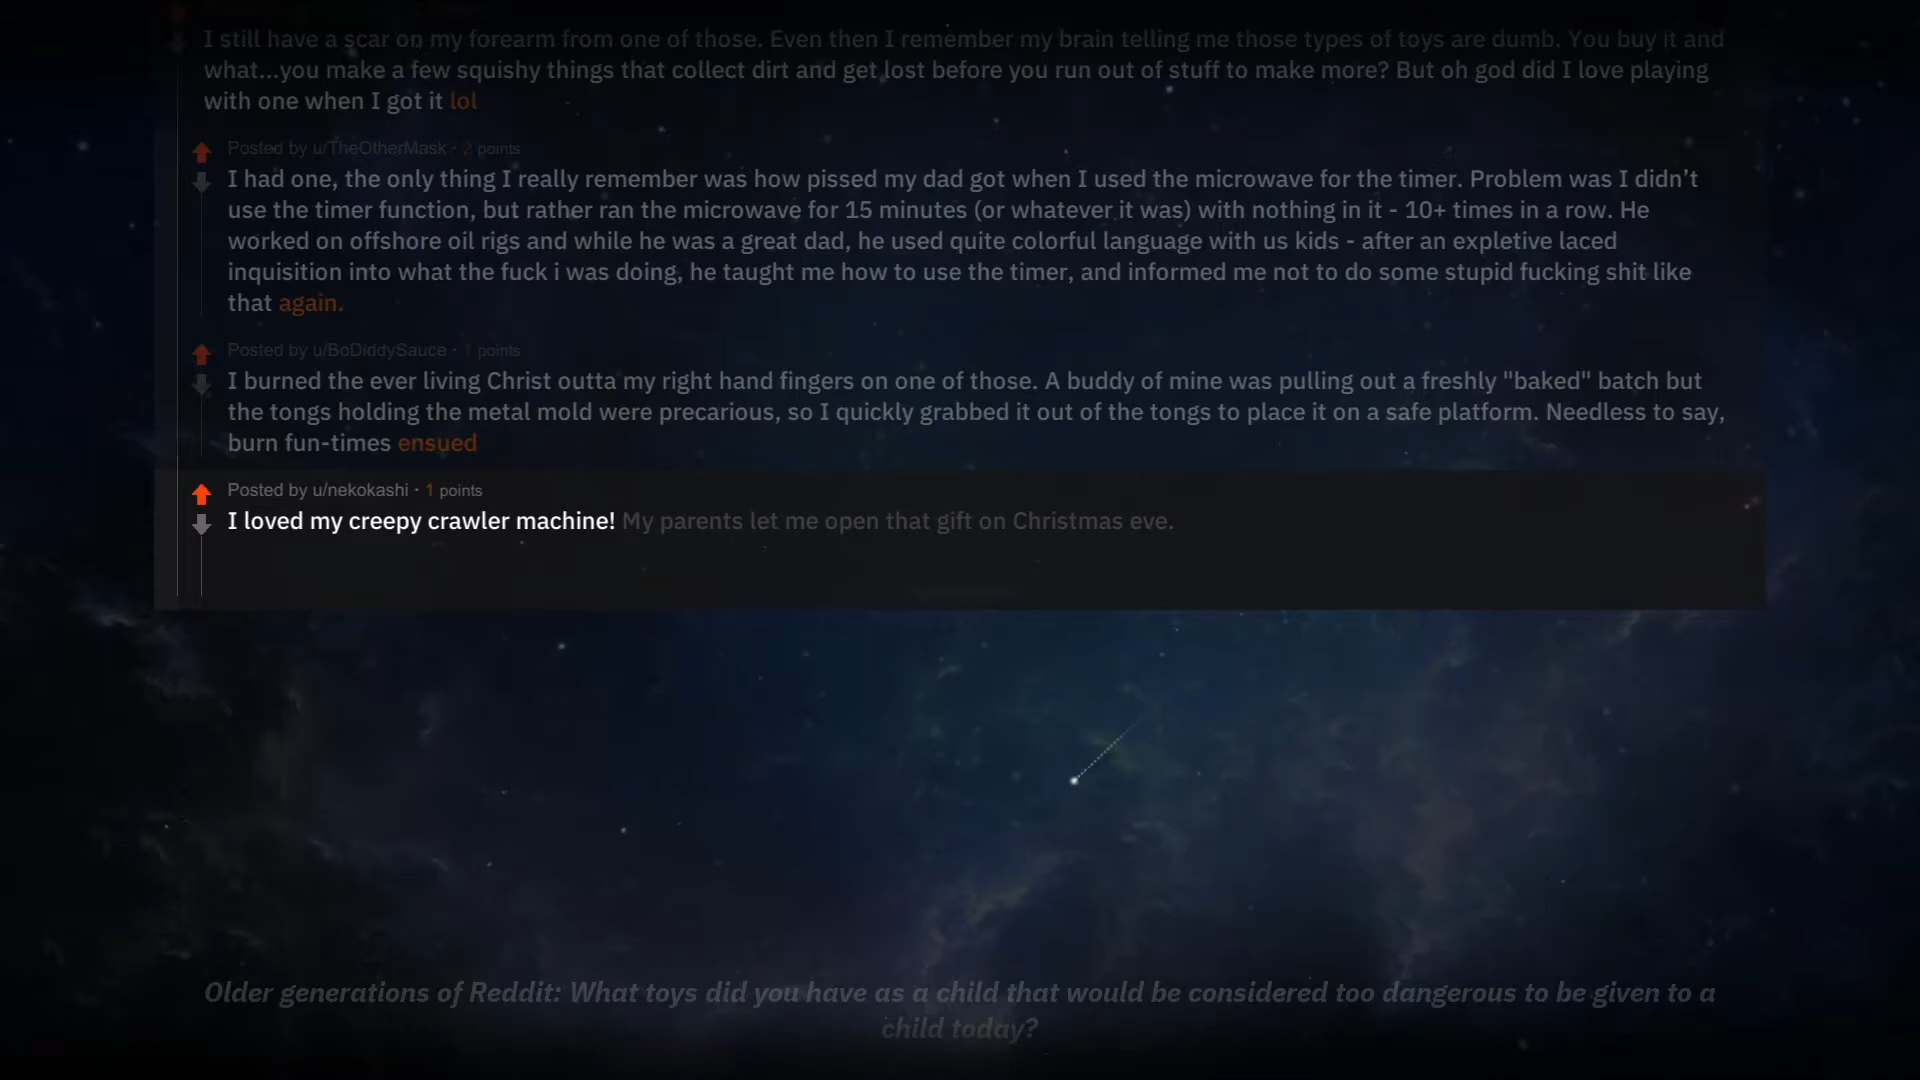 I still have a scar on my forearm from one of those. Even then I remember my brain telling me those types of toys are dumb. You buy it and
what...you make a few squishy things that collect dirt and get lost before you run out of stuff to make more? But oh god did I love playing
with one when I got it lol
Posted by u/TheOtherMask · 2 points
I had one, the only thing I really remember was how pissed my dad got when I used the microwave for the timer. Problem was I didn’t
use the timer function, but rather ran the microwave for 15 minutes (or whatever it was) with nothing in it - 10+ times in a row. He
worked on offshore oil rigs and while he was a great dad, he used quite colorful language with us kids - after an expletive laced
inquisition into what the fuck i was doing, he taught me how to use the timer, and informed me not to do some stupid fucking shit like
that again.
Posted by u/BoDiddySauce · 1 points
I burned the ever living Christ outta my right hand fingers on one of those. A buddy of mine was pulling out a freshly "baked" batch but
the tongs holding the metal mold were precarious, so I quickly grabbed it out of the tongs to place it on a safe platform. Needless to say,
burn fun-times ensued
Posted by u/nekokashi · 1 points
I loved my creepy crawler machine! My parents let me open that gift on Christmas eve.
Older generations of Reddit: What toys did you have as a child that would be considered too dangerous to be given to a
child today?